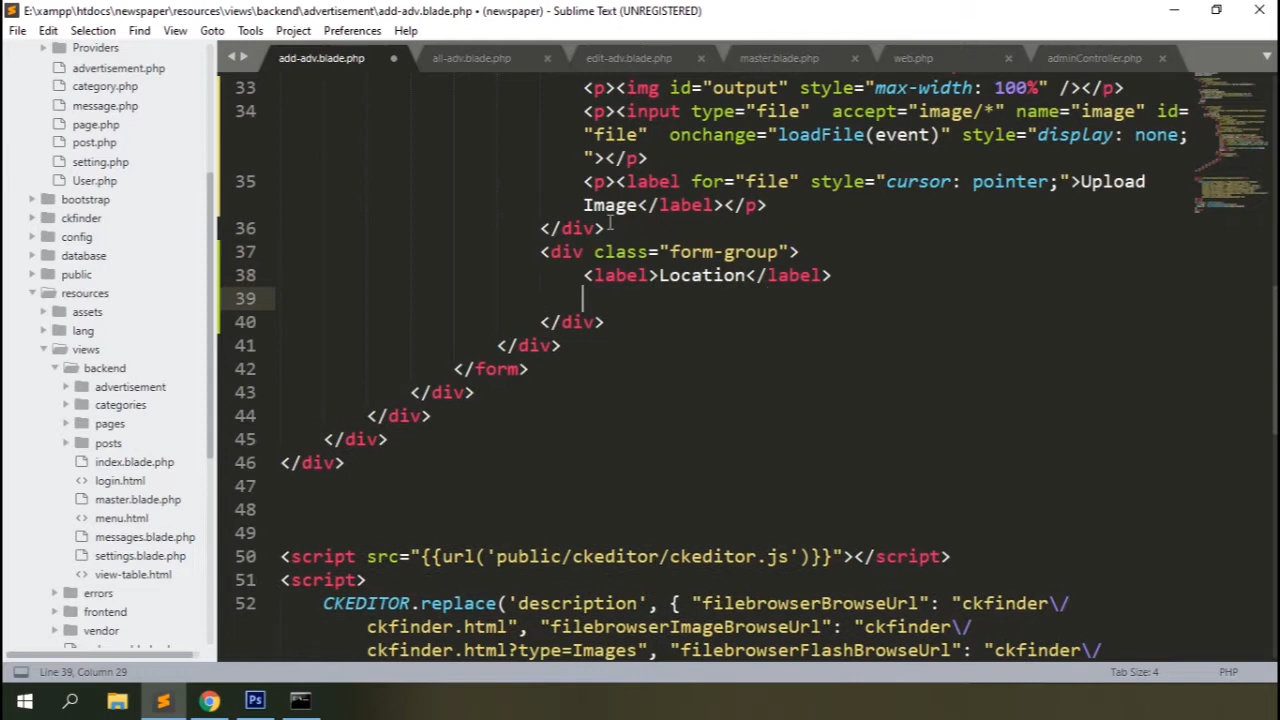 E:\xampp\htdocs\newspaper\resources\views\backend\advertisement\add-adv.blade.php • (newspaper) - Sublime Text (UNREGISTERED)
File Edit Selection Find View Goto Tools Project Preferences Help
Providers
advertisement.php
category.php
message.php
page.php
post.php
setting.php
User.php
bootstrap
ckfinder
config
database
public
resources
assets
lang
views
backend
advertisement
categories
pages
posts
index.blade.php
login.html
master.blade.php
menu.html
messages.blade.php
settings.blade.php
view-table.html
errors
frontend
vendor
add-adv.blade.php all-adv.blade.php edit-adv.blade.php master.blade.php web.php adminController.php
33 <p><img id="output" style="max-width: 100%" /></p>
34 <p><input type="file"  accept="image/*" name="image" id=
"file"  onchange="loadFile(event)" style="display: none;
"></p>
35 <p><label for="file" style="cursor: pointer;">Upload
Image</label></p>
36 </div>
37 <div class="form-group">
38 <label>Location</label>
39
40 </div>
41 </div>
42 </form>
43 </div>
44 </div>
45 </div>
46 </div>
47
48
49
50 <script src="{{url('public/ckeditor/ckeditor.js')}}"></script>
51 <script>
52 CKEDITOR.replace('description', { "filebrowserBrowseUrl": "ckfinder\/
ckfinder.html", "filebrowserImageBrowseUrl": "ckfinder\/
ckfinder.html?type=Images", "filebrowserFlashBrowseUrl": "ckfinder\/
Line 39, Column 29 Tab Size: 4 PHP
Ps